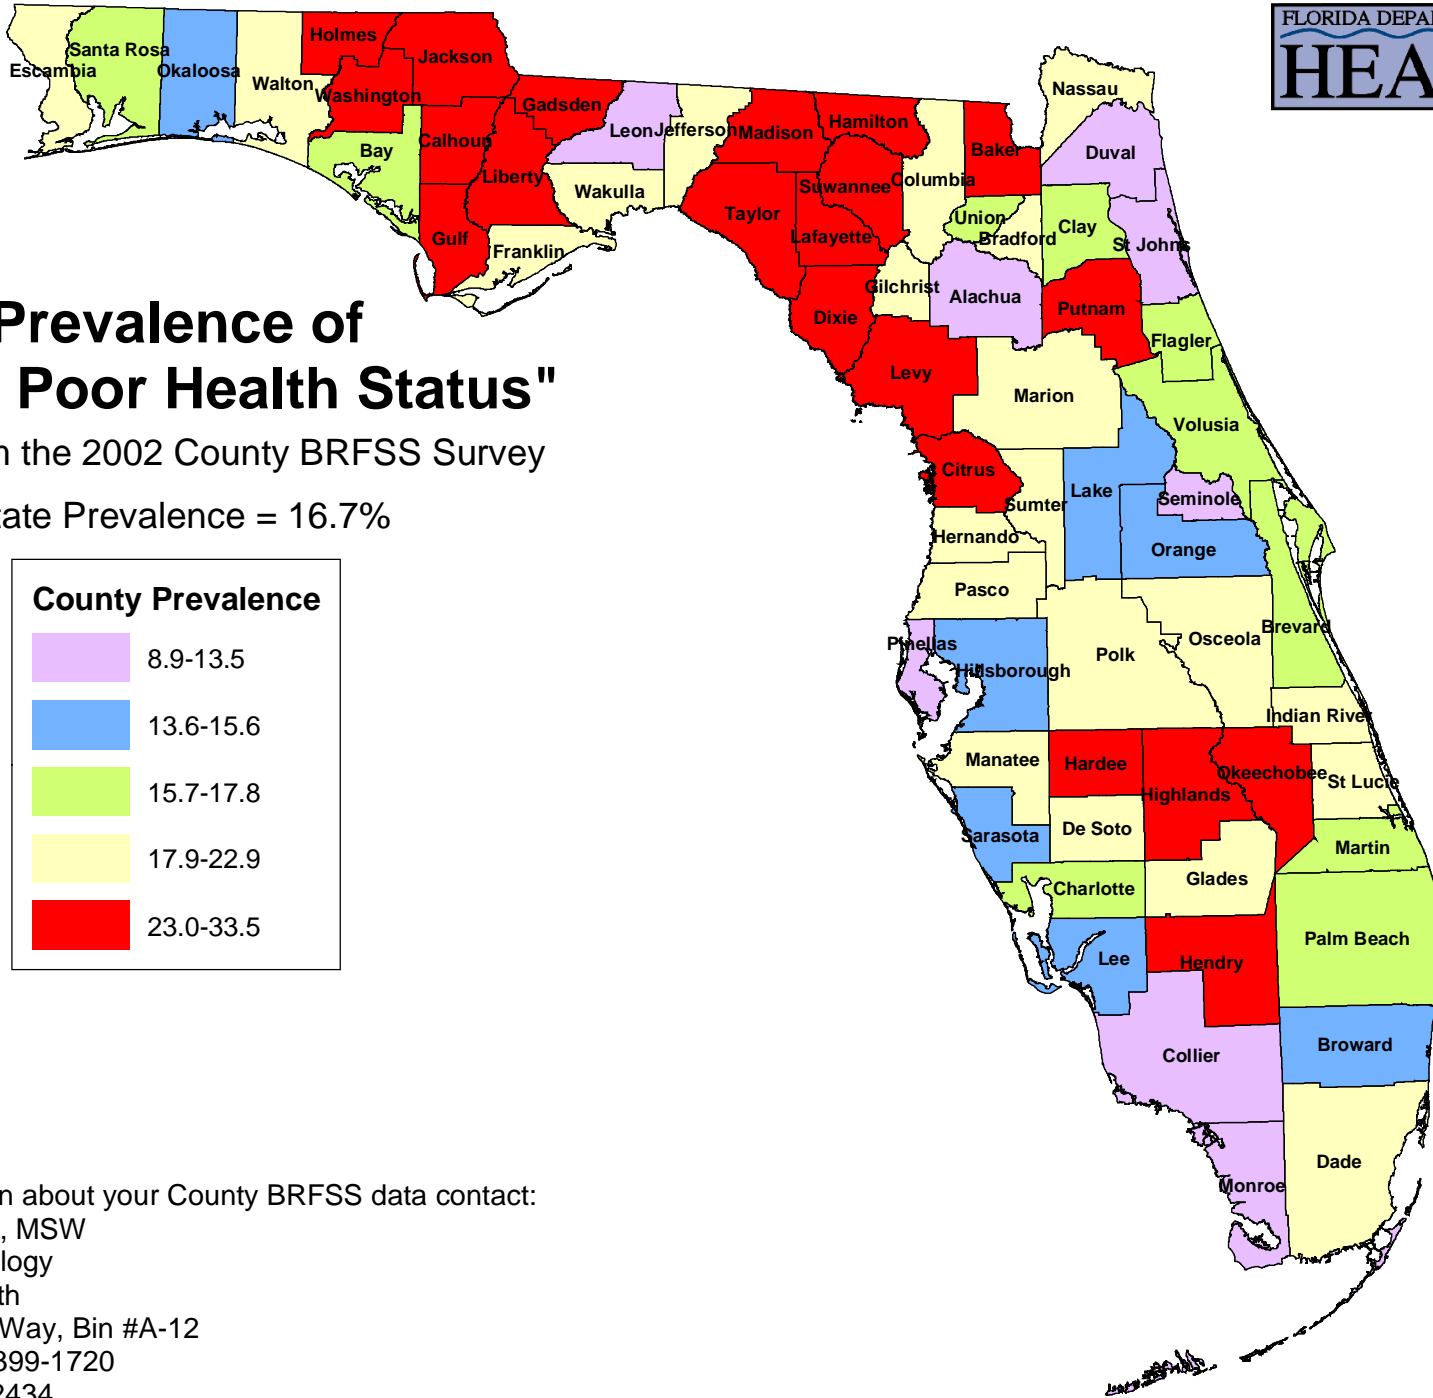 FLORIDA DEPA
HEA
Holmes
Jackson
Santa Rosa
Escambia
Okaloosa
Walton
Washington
Gadsden
Nassau
Leon
Jefferson
Madison
Hamilton
Calhoun
Bay
Baker
Duval
Liberty
Wakulla
Suwannee
Columbia
Taylor
Union
Clay
Gulf
Lafayette
Bradford
St Johns
Franklin
Gilchrist
Alachua
Putnam
Dixie
Flagler
Levy
Marion
Volusia
Prevalence of
Poor Health Status"
n the 2002 County BRFSS Survey
tate Prevalence = 16.7%
Citrus
Lake
Seminole
Sumter
Hernando
Orange
Pasco
Brevard
Osceola
Pinellas
Polk
Hillsborough
Indian River
Manatee
Hardee
Okeechobee
St Lucie
Highlands
Sarasota
De Soto
Martin
Charlotte
Glades
Palm Beach
Lee
Hendry
Collier
Broward
Dade
Monroe
County Prevalence
8.9-13.5
13.6-15.6
15.7-17.8
17.9-22.9
23.0-33.5
n about your County BRFSS data contact:
, MSW
logy
th
Way, Bin #A-12
399-1720
2434